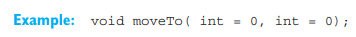 Example: void moveTo( int = 0, int = 0);